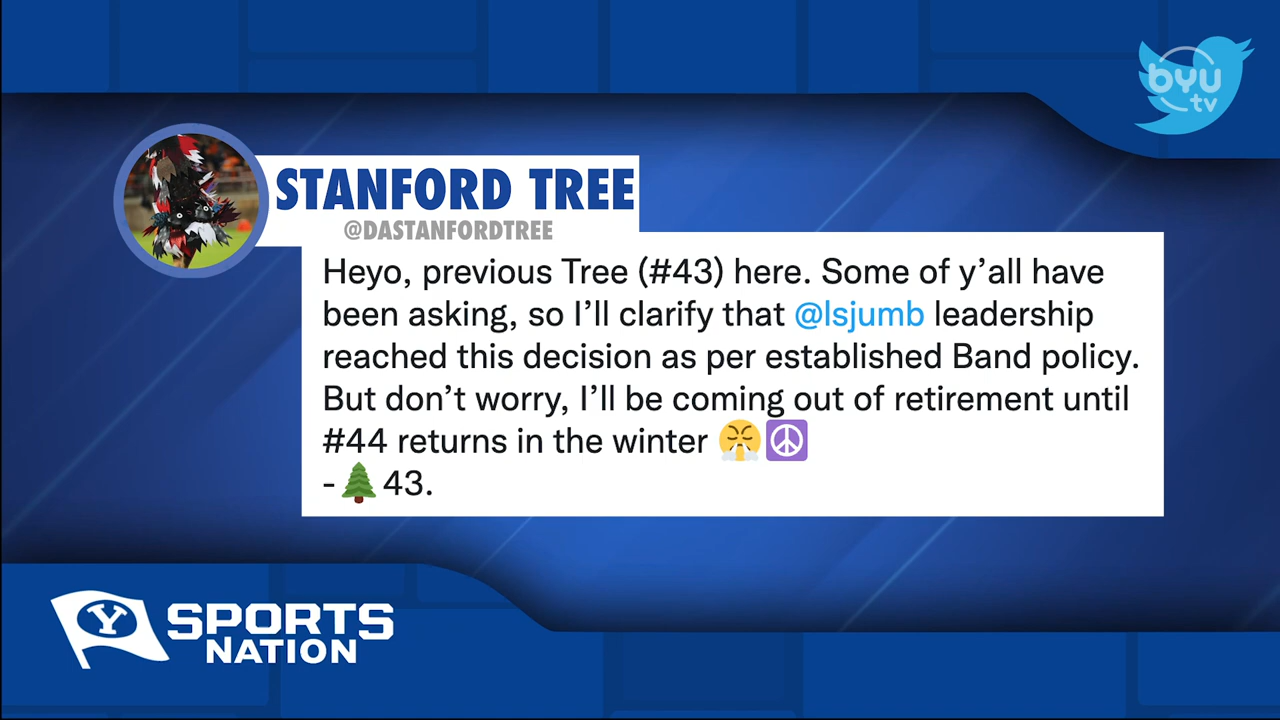 byu
tv
STANFORD TREE
@DASTANFORDTREE
Heyo, previous Tree (#43) here. Some of y’all have
been asking, so I’ll clarify that @lsjumb leadership
reached this decision as per established Band policy.
But don’t worry, I’ll be coming out of retirement until
#44 returns in the winter 😤☮️
-🌲43.
Y
SPORTS
NATION